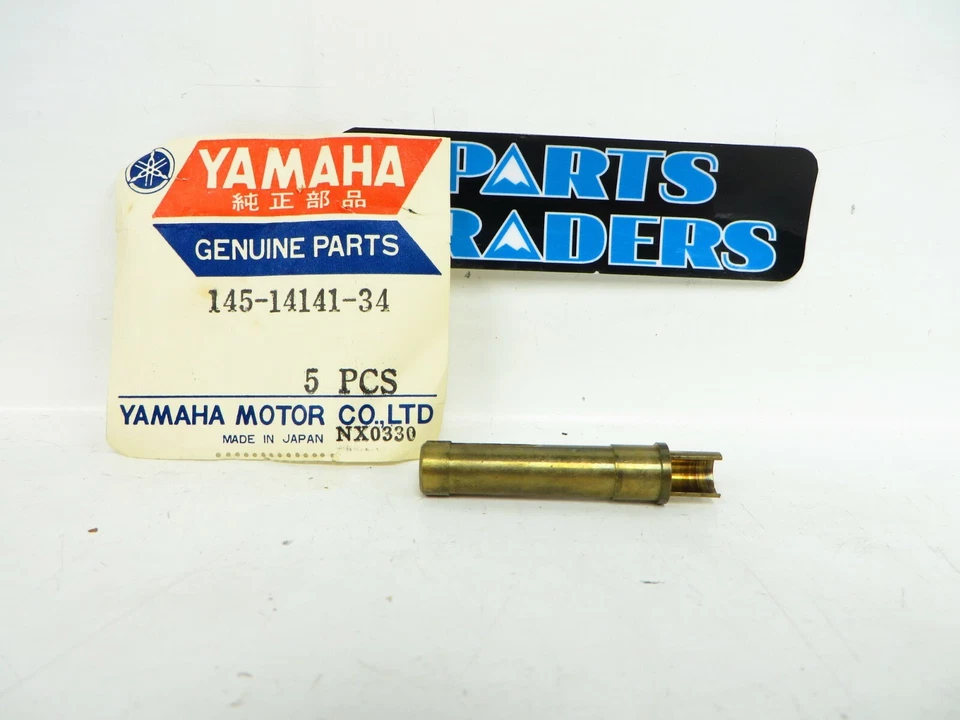 YAMAHA
純正部品
GENUINE PARTS
145-14141-34
5 PCS
YAMAHA MOTOR CO.,LTD
MADE IN JAPAN NX0330
PARTS
RADERS